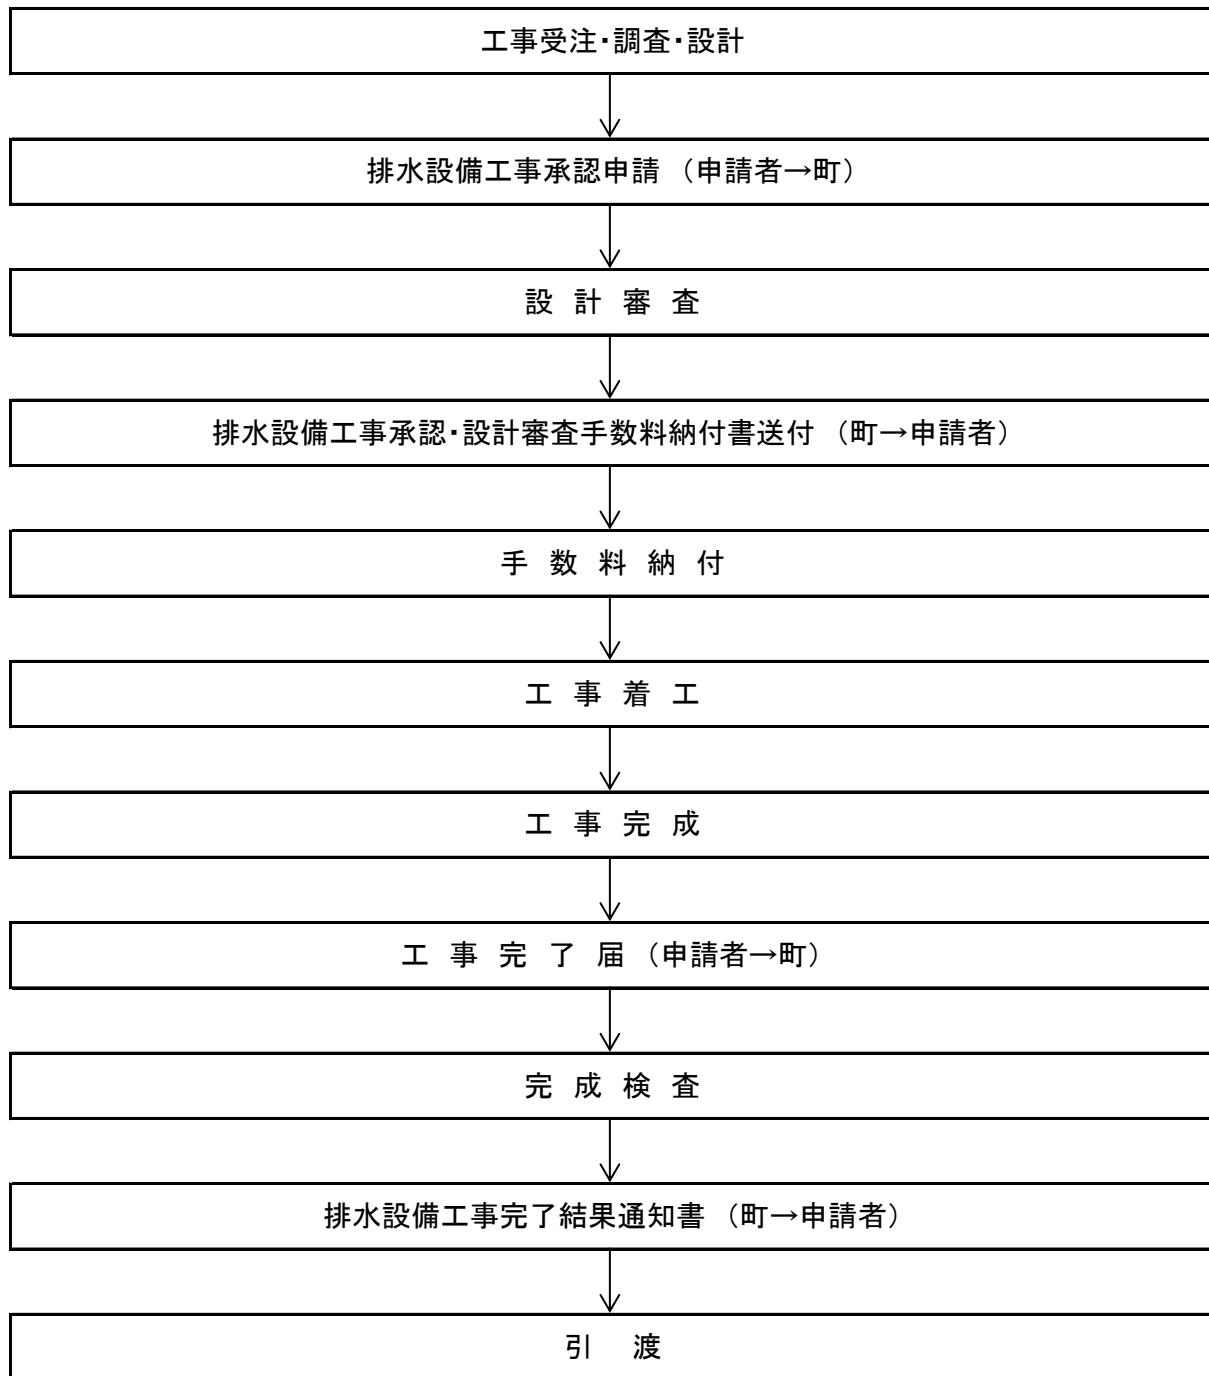 工事受注・調査・設計
排水設備工事承認申請 （申請者→町）
設 計 審 査
排水設備工事承認・設計審査手数料納付書送付 （町→申請者）
手 数 料 納 付
工 事 着 工
工 事 完 成
工 事 完 了 届 （申請者→町）
完 成 検 査
排水設備工事完了結果通知書 （町→申請者）
引 渡